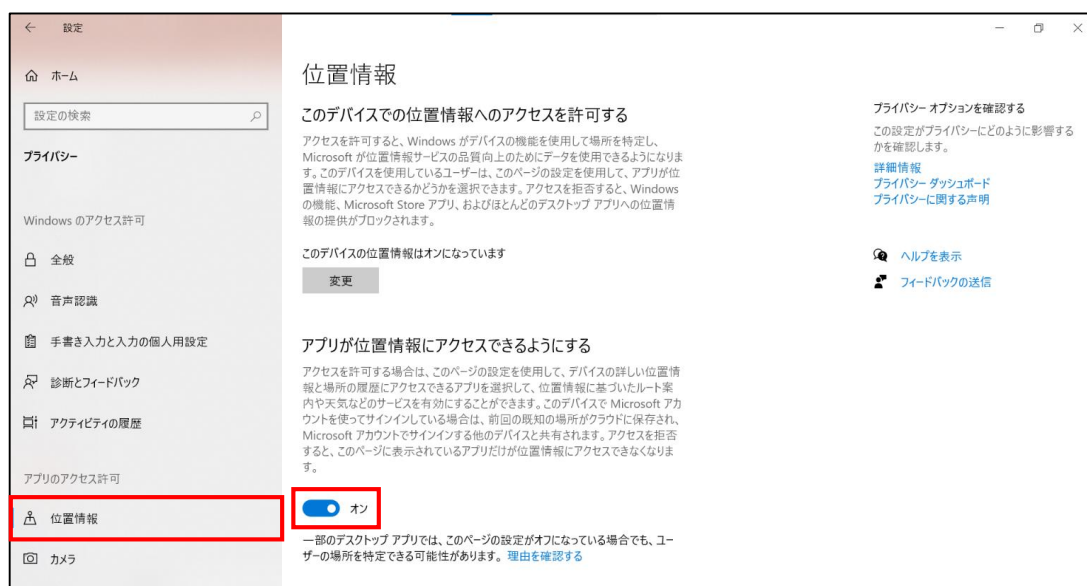 設定
ホーム
設定の検索
プライバシー
Windows のアクセス許可
全般
音声認識
手書き入力と入力の個人用設定
診断とフィードバック
アクティビティの履歴
アプリのアクセス許可
位置情報
カメラ
位置情報
このデバイスでの位置情報へのアクセスを許可する
アクセスを許可すると、Windows がデバイスの機能を使用して場所を特定し、
Microsoft が位置情報サービスの品質向上のためにデータを使用できるようになりま
す。このデバイスを使用しているユーザーは、このページの設定を使用して、アプリが位
置情報にアクセスできるかどうかを選択できます。アクセスを拒否すると、Windows
の機能、Microsoft Store アプリ、およびほとんどのデスクトップ アプリへの位置情
報の提供がブロックされます。
このデバイスの位置情報はオンになっています
変更
アプリが位置情報にアクセスできるようにする
アクセスを許可する場合は、このページの設定を使用して、デバイスの詳しい位置情
報と場所の履歴にアクセスできるアプリを選択して、位置情報に基づいたルート案
内や天気などのサービスを有効にすることができます。このデバイスで Microsoft アカ
ウントを使ってサインインしている場合は、前回の既知の場所がクラウドに保存され、
Microsoft アカウントでサインインする他のデバイスと共有されます。アクセスを拒否
すると、このページに表示されているアプリだけが位置情報にアクセスできなくなりま
す。
オン
一部のデスクトップ アプリでは、このページの設定がオフになっている場合でも、ユー
ザーの場所を特定できる可能性があります。理由を確認する
プライバシー オプションを確認する
この設定がプライバシーにどのように影響する
かを確認します。
詳細情報
プライバシー ダッシュボード
プライバシーに関する声明
ヘルプを表示
フィードバックの送信